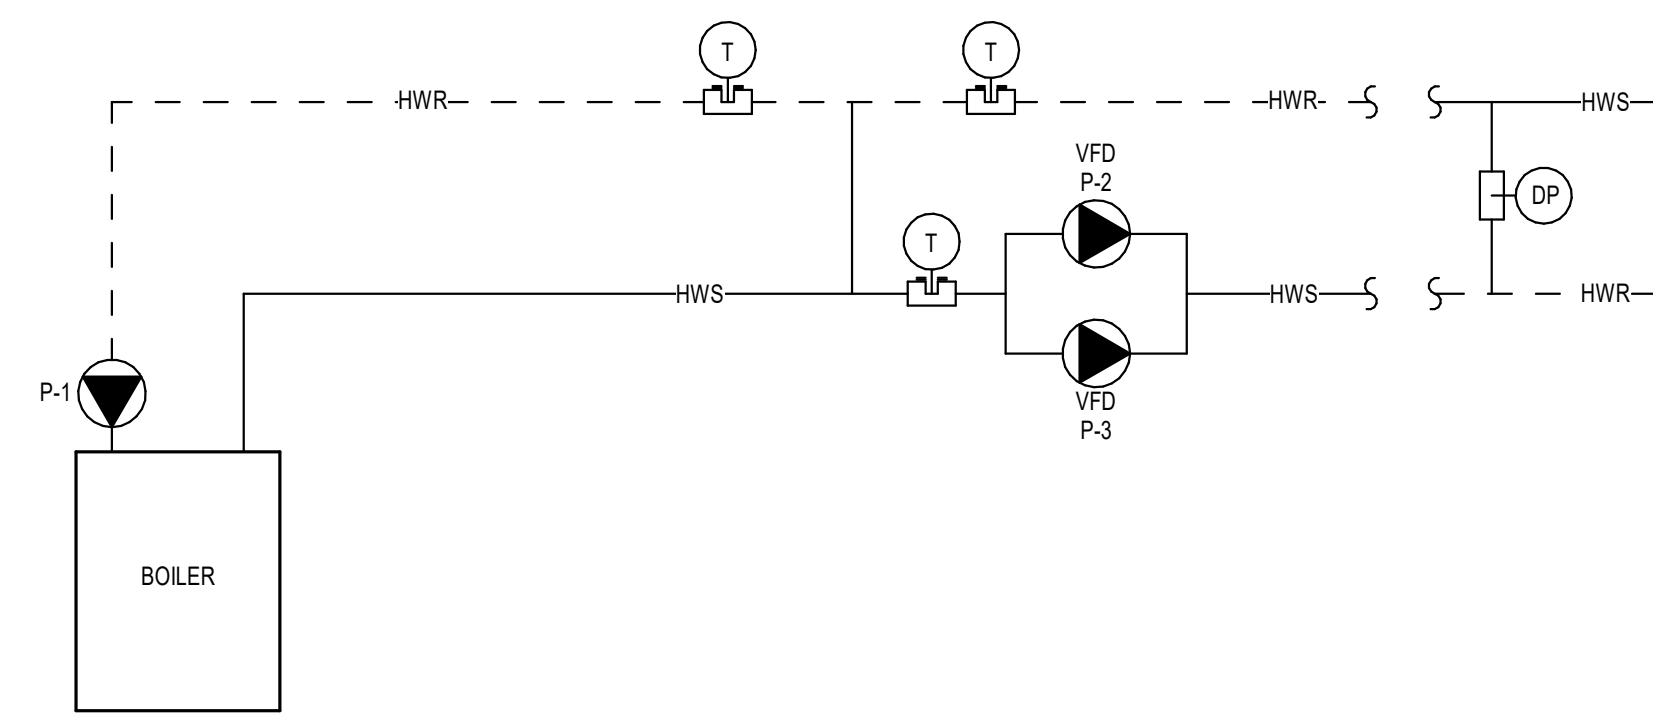 T
T
HWR
HWR
HWS
VFD
P-2
DP
T
HWS
HWS
HWR
P-1
VFD
P-3
BOILER